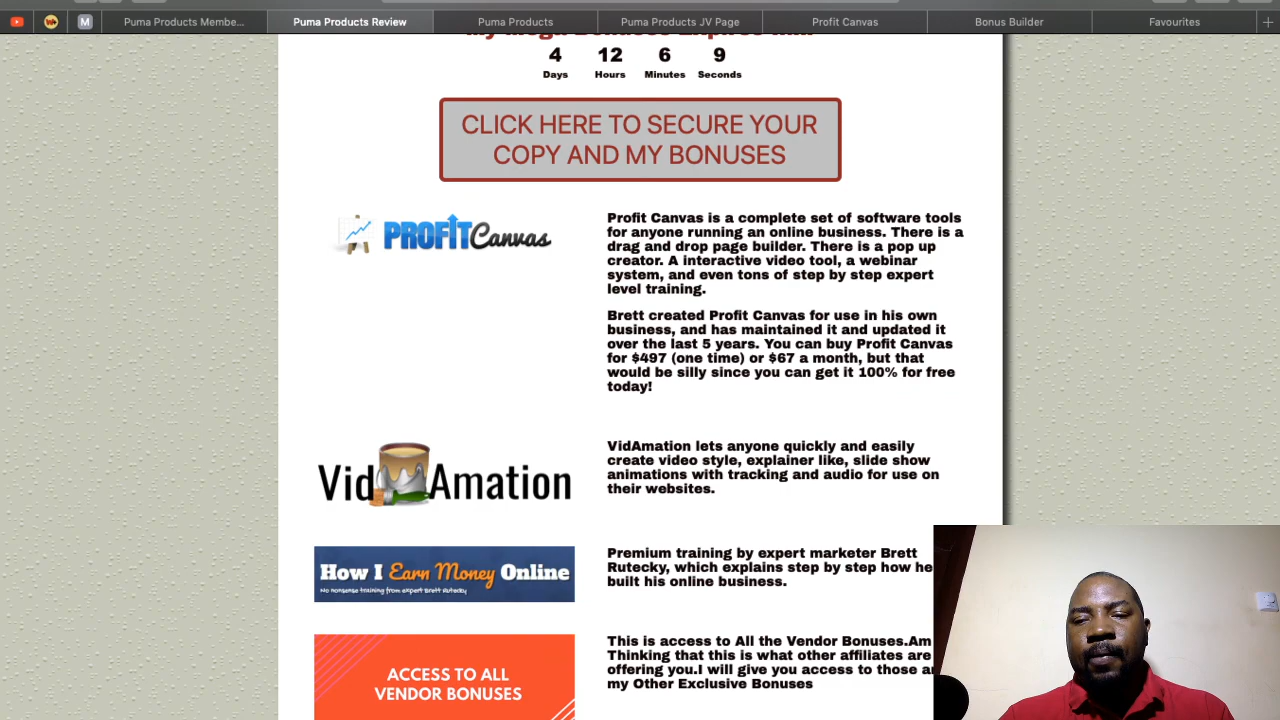 Puma Products Membe...
Puma Products Review
Puma Products
Puma Products JV Page
Profit Canvas
Bonus Builder
Favourites
M
4 12 6 9
Days Hours Minutes Seconds
CLICK HERE TO SECURE YOUR
COPY AND MY BONUSES
PROFIT Canvas
Profit Canvas is a complete set of software tools
for anyone running an online business. There is a
drag and drop page builder. There is a pop up
creator. A interactive video tool, a webinar
system, and even tons of step by step expert
level training.
Brett created Profit Canvas for use in his own
business, and has maintained it and updated it
over the last 5 years. You can buy Profit Canvas
for $497 (one time) or $67 a month, but that
would be silly since you can get it 100% for free
today!
VidAmation
VidAmation lets anyone quickly and easily
create video style, explainer like, slide show
animations with tracking and audio for use on
their websites.
How I Earn Money Online
No nonsense training from expert Brett Rutecky
Premium training by expert marketer Brett
Rutecky, which explains step by step how he
built his online business.
ACCESS TO ALL
VENDOR BONUSES
This is access to All the Vendor Bonuses.Am
Thinking that this is what other affiliates are
offering you.I will give you access to those
my Other Exclusive Bonuses